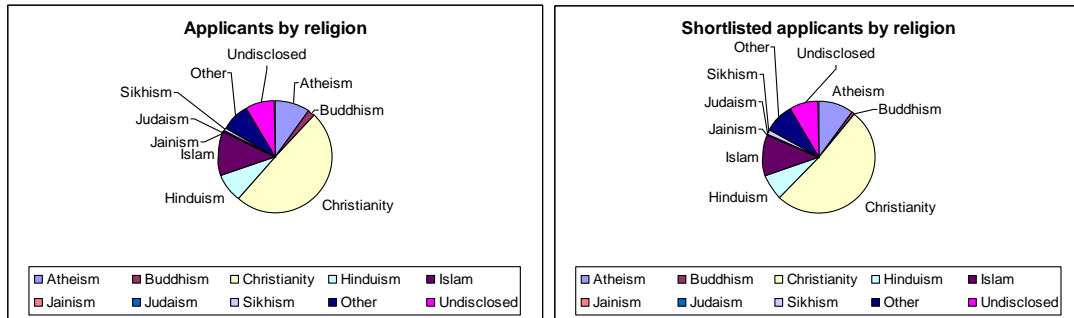 Applicants by religion
Undisclosed
Other
Atheism
Sikhism
Buddhism
Judaism
Jainism
Islam
Hinduism
Christianity
Atheism Buddhism Christianity Hinduism Islam
Jainism Judaism Sikhism Other Undisclosed
Shortlisted applicants by religion
Other
Undisclosed
Sikhism
Atheism
Judaism
Buddhism
Jainism
Islam
Hinduism
Christianity
Atheism Buddhism Christianity Hinduism Islam
Jainism Judaism Sikhism Other Undisclosed